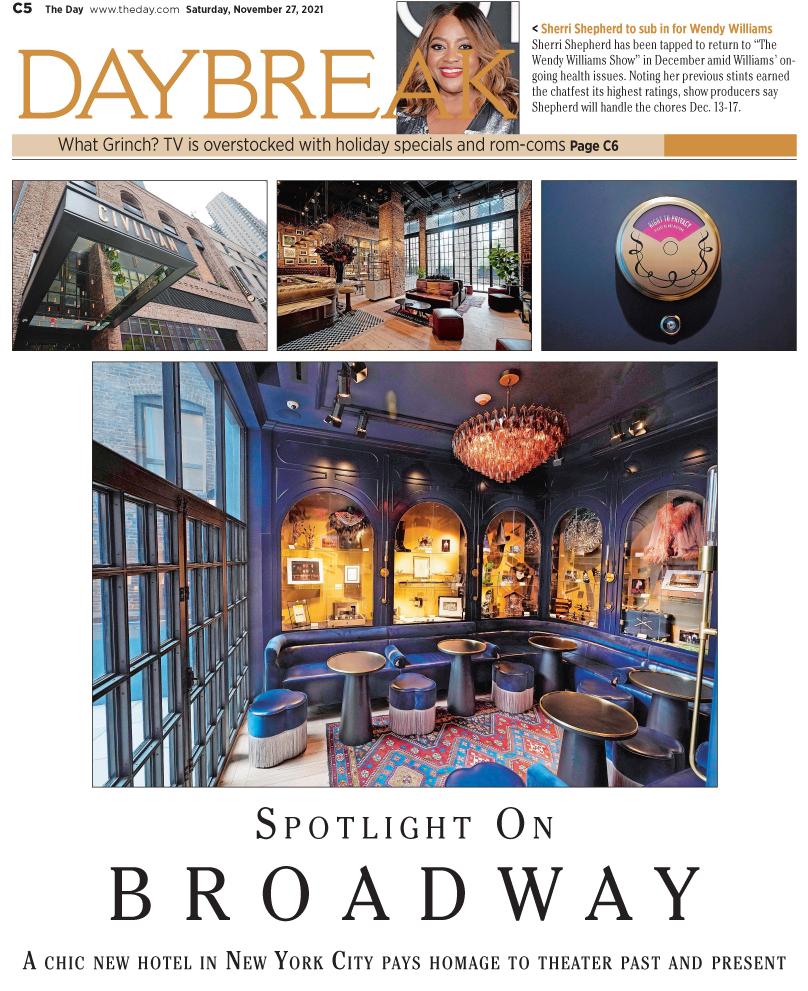 C5 The Day www.theday.com Saturday, November 27, 2021
DAYBREAK
< Sherri Shepherd to sub in for Wendy Williams
Sherri Shepherd has been tapped to return to “The
Wendy Williams Show” in December amid Williams’ on-
going health issues. Noting her previous stints earned
the chatfest its highest ratings, show producers say
Shepherd will handle the chores Dec. 13-17.
What Grinch? TV is overstocked with holiday specials and rom-coms Page C6
CIVILIAN
RIGHT TO PRIVACY
SPOTLIGHT ON
BROADWAY
A CHIC NEW HOTEL IN NEW YORK CITY PAYS HOMAGE TO THEATER PAST AND PRESENT